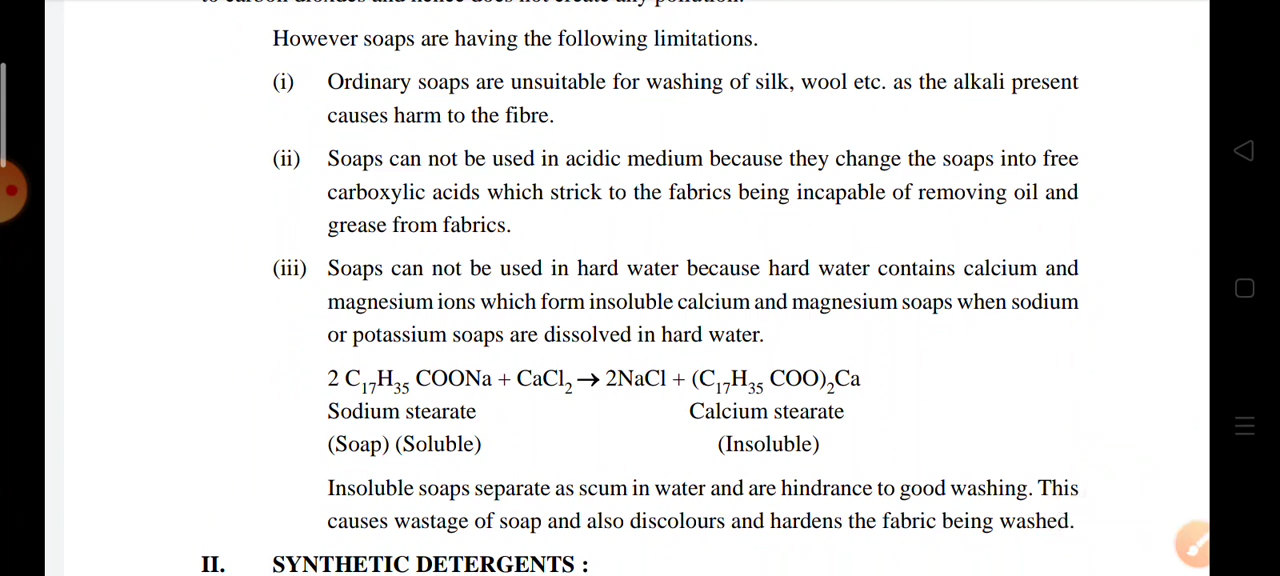 However soaps are having the following limitations.
(i) Ordinary soaps are unsuitable for washing of silk, wool etc. as the alkali present
causes harm to the fibre.
(ii) Soaps can not be used in acidic medium because they change the soaps into free
carboxylic acids which strick to the fabrics being incapable of removing oil and
grease from fabrics.
(iii) Soaps can not be used in hard water because hard water contains calcium and
magnesium ions which form insoluble calcium and magnesium soaps when sodium
or potassium soaps are dissolved in hard water.
2 C₁₇H₃₅ COONa + CaCl₂ → 2NaCl + (C₁₇H₃₅ COO)₂Ca
Sodium stearate Calcium stearate
(Soap) (Soluble) (Insoluble)
Insoluble soaps separate as scum in water and are hindrance to good washing. This
causes wastage of soap and also discolours and hardens the fabric being washed.
II. SYNTHETIC DETERGENTS :